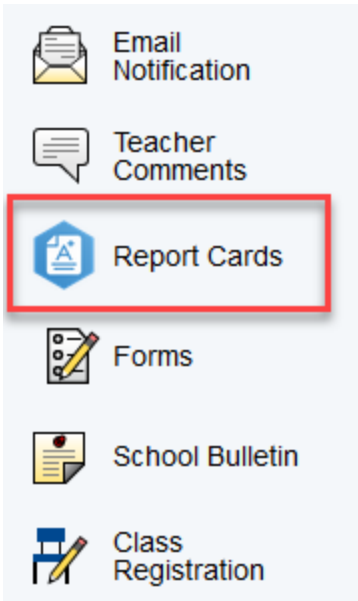 Email
Notification
Teacher
Comments
A+
Report Cards
Forms
School Bulletin
Class
Registration